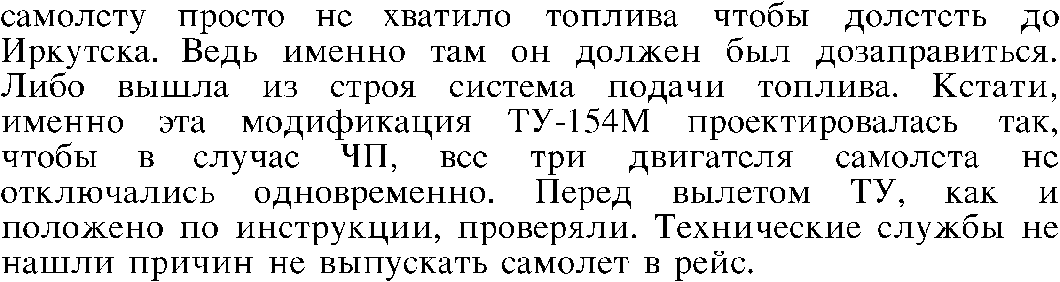 самолету просто не хватило топлива чтобы долететь до
Иркутска. Ведь именно там он должен был дозаправиться.
Либо вышла из строя система подачи топлива. Кстати,
именно эта модификация ТУ-154М проектировалась так,
чтобы в случае ЧП, все три двигателя самолета не
отключались одновременно. Перед вылетом ТУ, как и
положено по инструкции, проверяли. Технические службы не
нашли причин не выпускать самолет в рейс.